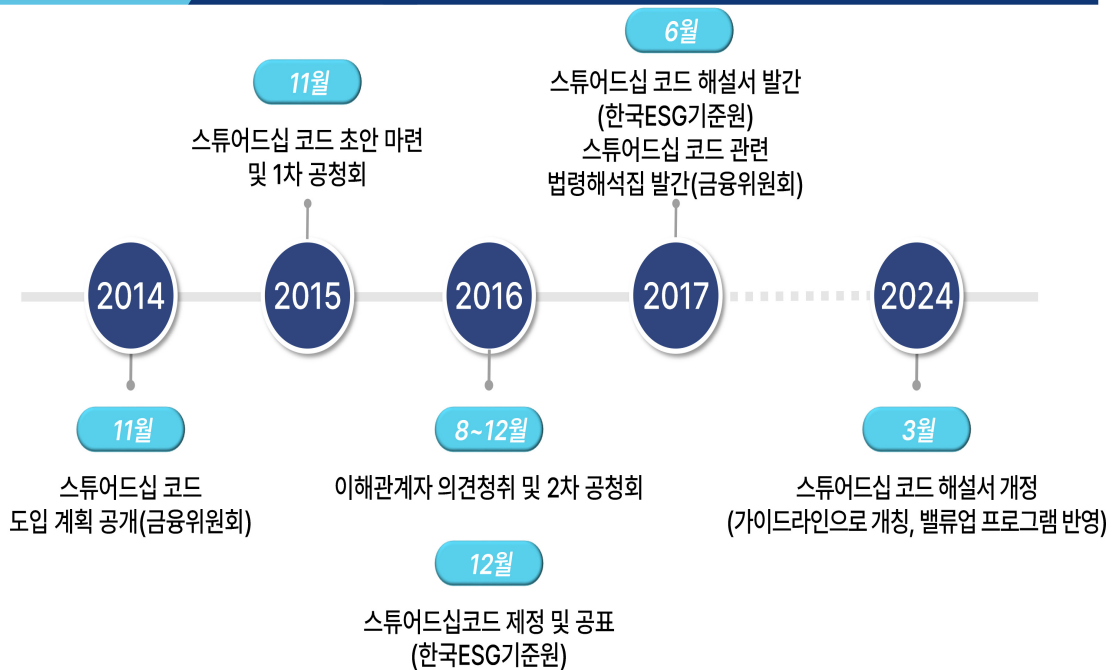 6월
스튜어드십 코드 해설서 발간
(한국ESG기준원)
스튜어드십 코드 관련
법령해석집 발간(금융위원회)
11월
스튜어드십 코드 초안 마련
및 1차 공청회
2014
2015
2016
2017
2024
11월
스튜어드십 코드
도입 계획 공개(금융위원회)
8~12월
이해관계자 의견청취 및 2차 공청회
12월
스튜어드십코드 제정 및 공표
(한국ESG기준원)
3월
스튜어드십 코드 해설서 개정
(가이드라인으로 개칭, 밸류업 프로그램 반영)